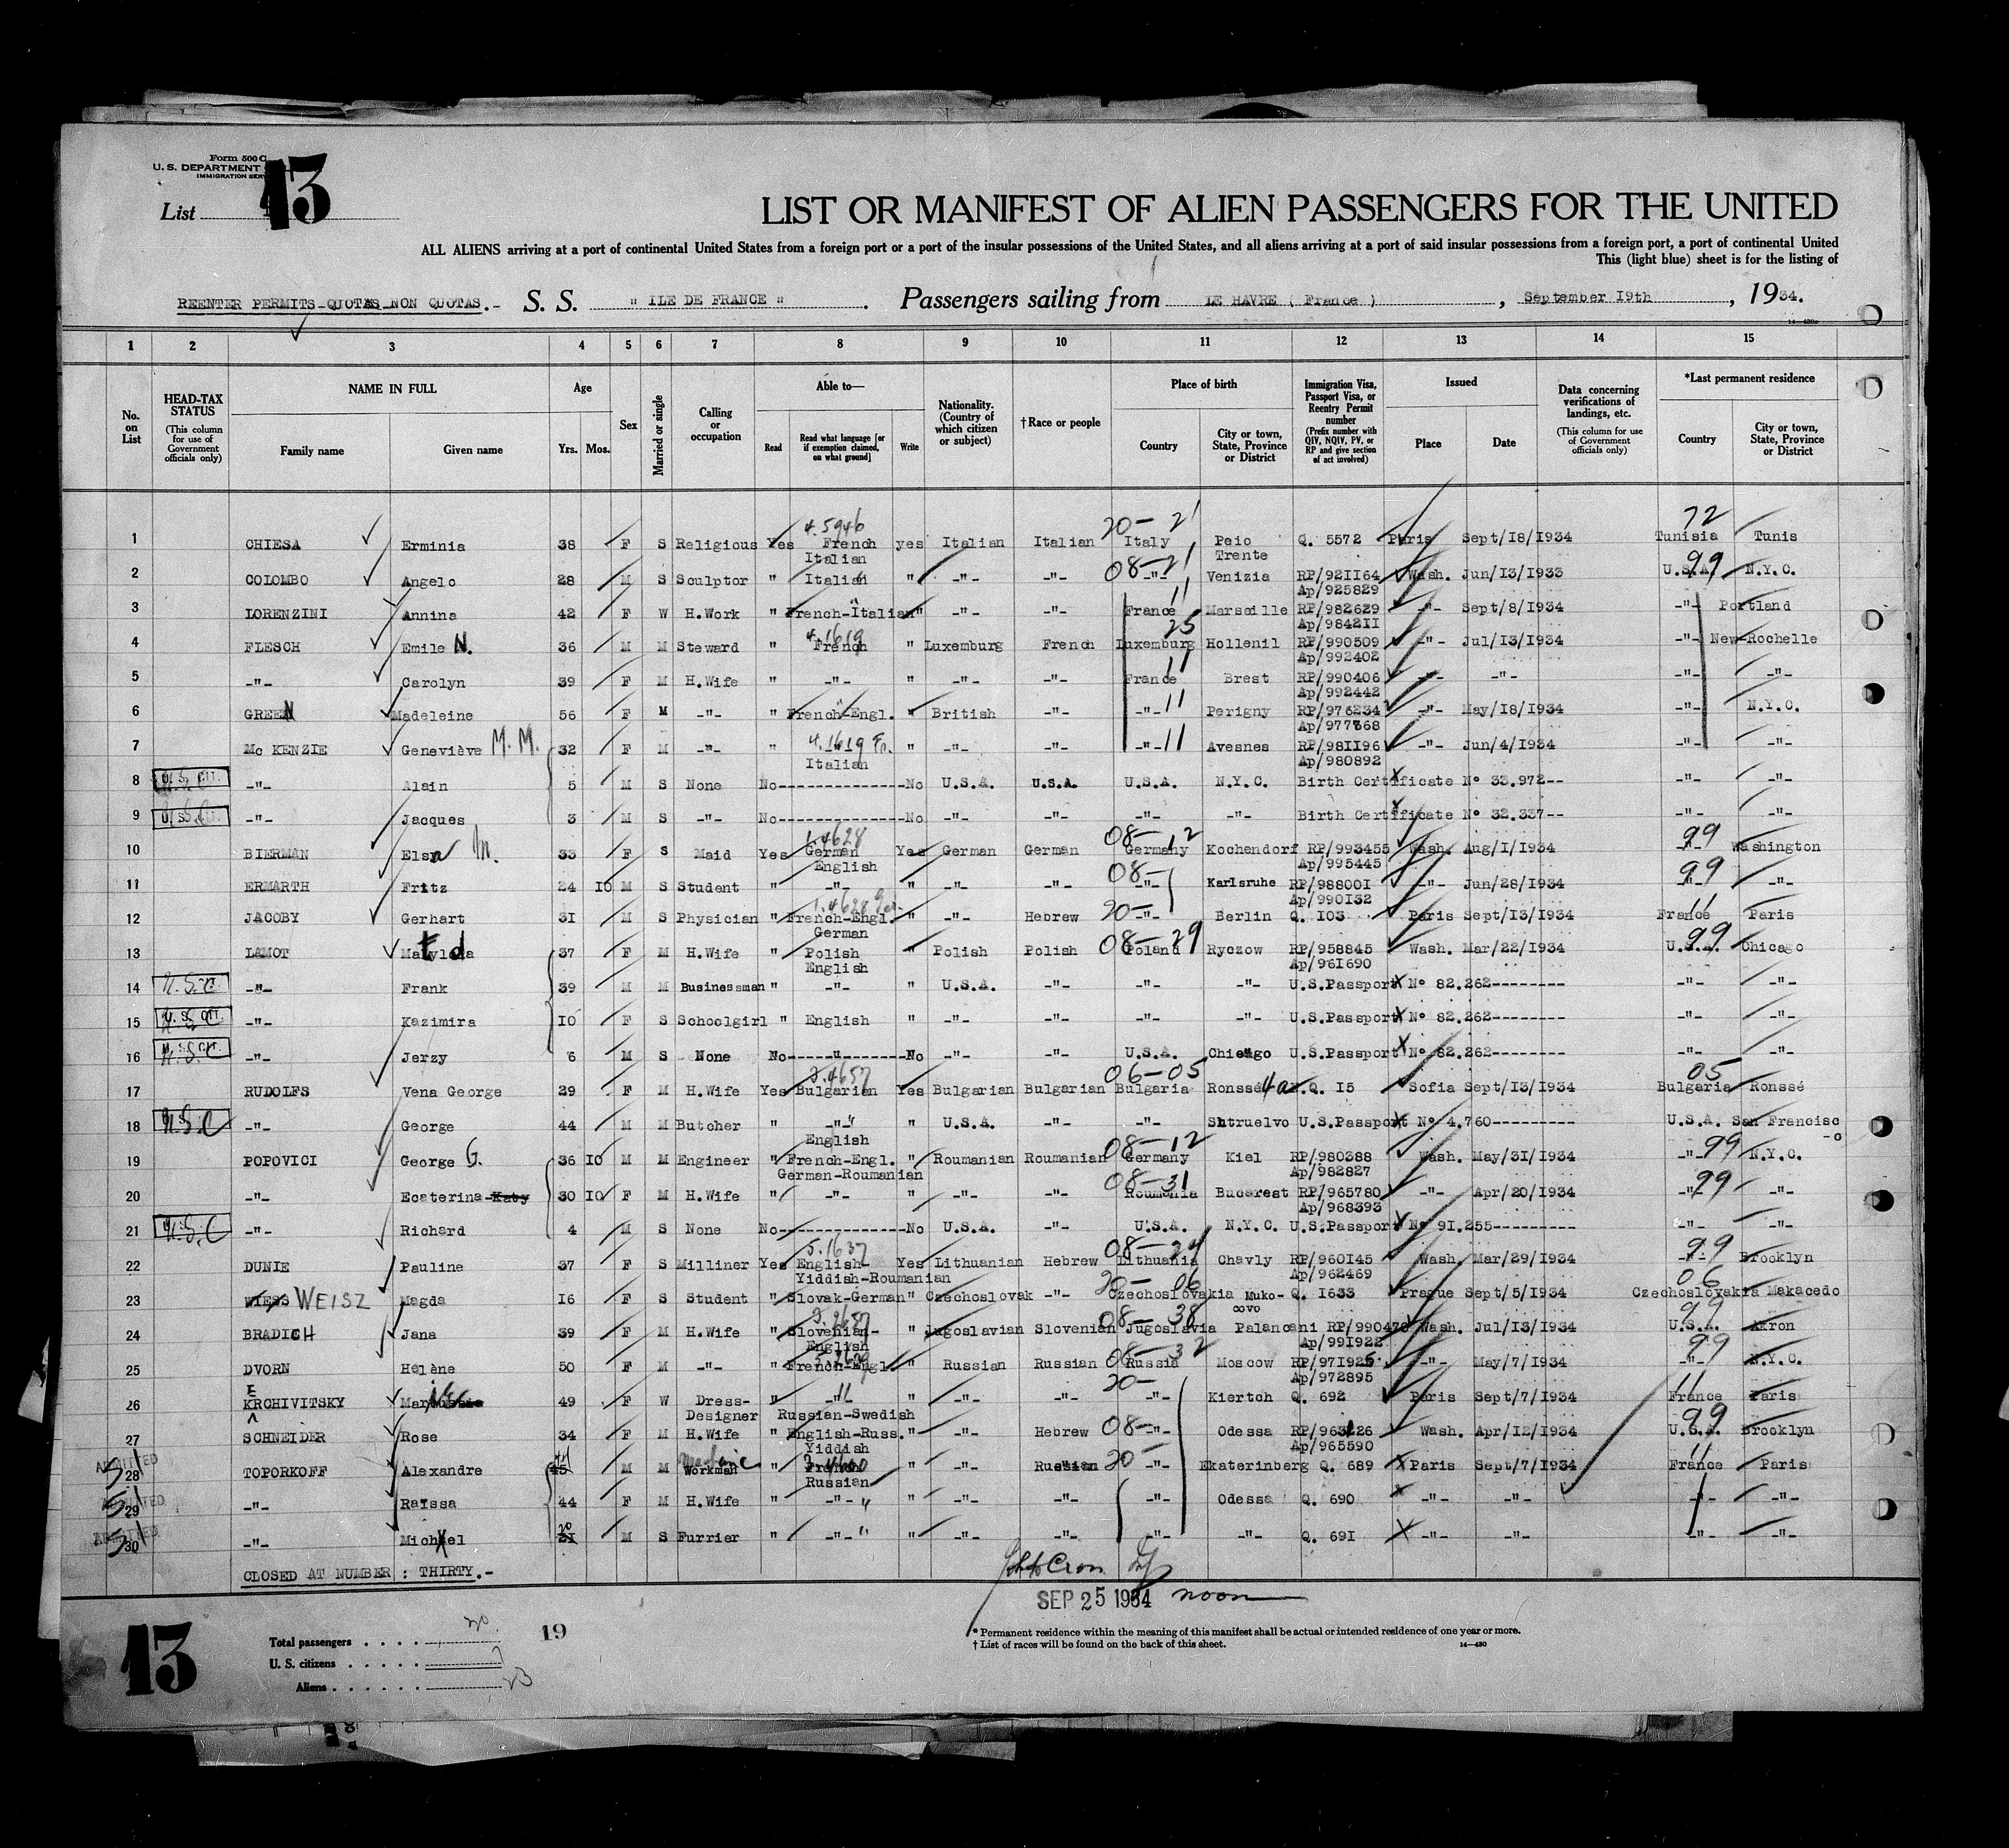 Form 500 C
U. S. DEPARTMENT
IMMIGRATION SER
List 13
LIST OR MANIFEST OF ALIEN PASSENGERS FOR THE UNITED
ALL ALIENS arriving at a port of continental United States from a foreign port or a port of the insular possessions of the United States, and all aliens arriving at a port of said insular possessions from a foreign port, a port of continental United
This (light blue) sheet is for the listing of
REENTER PERMITS-QUOTAS-NON QUOTAS.- S. S. " ILE DE FRANCE " . Passengers sailing from LE HAVRE ( France ) , September 19th , 1934.
1 2 3 4 5 6 7 8 9 10 11 12 13 14 15
No. on List
HEAD-TAX STATUS (This column for use of Government officials only)
NAME IN FULL Family name Given name
Age Yrs. Mos.
Sex
Married or single
Calling or occupation
Able to— Read Read what language [or if exemption claimed, on what ground] Write
Nationality. (Country of which citizen or subject)
†Race or people
Place of birth Country City or town, State, Province or District
Immigration Visa, Passport Visa, or Reentry Permit number (Prefix number with QIV, NQIV, PV, or RP and give section of act involved)
Issued Place Date
Data concerning verifications of landings, etc. (This column for use of Government officials only)
*Last permanent residence Country City or town, State, Province or District
1 CHIESA Erminia 38 F S Religious Yes French yes Italian Italian Italy Peio Q. 5572 Paris Sept/18/1934 Tunisia Tunis
Italian Trente
2 COLOMBO Angelo 28 M S Sculptor " Italian " -"- -"- -"- Venizia RP/921164 Wash. Jun/13/1933 U.S.A. N.Y.C.
Ap/925829
3 LORENZINI Annina 42 F W H.Work " French-Italian " -"- -"- France Marseille RP/982629 -"- Sept/8/1934 -"- Portland
Ap/984211
4 FLESCH Emile N. 36 M M Steward " French " Luxemburg French Luxemburg Hollenil RP/990509 -"- Jul/13/1934 -"- New-Rochelle
Ap/992402
5 -"- Carolyn 39 F M H.Wife " -"- " -"- -"- France Brest RP/990406 -"- -"- -"- -"-
Ap/992442
6 GREEN Madeleine 56 F M -"- " French-Engl. " British -"- -"- Perigny RP/976234 -"- May/18/1934 -"- N.Y.C.
Ap/977768
7 Mc KENZIE Geneviève M. M. 32 F M -"- " " -"- -"- -"- Avesnes RP/981196 -"- Jun/4/1934 -"- -"-
Italian Ap/980892
8 -"- Alain 5 M S None No--------------No U.S.A. U.S.A. U.S.A. N.Y.C. Birth Certificate N° 33.972-- -"- -"-
9 -"- Jacques 3 M S -"- No--------------No -"- -"- -"- -"- Birth Certificate N° 32.337-- -"- -"-
10 BIERMAN Elsa M. 33 F S Maid Yes German Yes German German Germany Kochendorf RP/993455 Wash. Aug/1/1934 -"- Washington
English Ap/995445
11 ERMARTH Fritz 24 10 M S Student " -"- " -"- -"- -"- Karlsruhe RP/988001 -"- Jun/28/1934 -"- -"-
Ap/990132
12 JACOBY Gerhart 31 M S Physician " French-Engl. " -"- Hebrew -"- Berlin Q. 103 Paris Sept/13/1934 France Paris
German
13 LAMOT Matylda 37 F M H.Wife " Polish " Polish Polish Poland Ryczow RP/958845 Wash. Mar/22/1934 U.S.A. Chicago
English Ap/961690
14 -"- Frank 39 M M Businessman " -"- " U.S.A. -"- -"- -"- U.S.Passport N° 82.262-------- -"- -"-
15 -"- Kazimira 10 F S Schoolgirl " English " -"- -"- -"- -"- U.S.Passport N° 82.262-------- -"- -"-
16 -"- Jerzy 6 M S None No--------------No -"- -"- U.S.A. Chicago U.S.Passport N° 82.262-------- -"- -"-
17 RUDOLFS Vena George 29 F M H.Wife Yes Bulgarian Yes Bulgarian Bulgarian Bulgaria Ronssé Q. 15 Sofia Sept/13/1934 Bulgaria Ronssé
18 -"- George 44 M M Butcher " -"- " U.S.A. -"- -"- Shtruelvo U.S.Passport N° 4.760-------- U.S.A. San Francisc
English -o
19 POPOVICI George G. 36 10 M M Engineer " French-Engl. " Roumanian Roumanian Germany Kiel RP/980388 Wash. May/31/1934 -"- N.Y.C.
German-Roumanian Ap/982827
20 -"- Ecaterina Katy 30 10 F M H.Wife " -"- " -"- -"- Roumania Bucarest RP/965780 -"- Apr/20/1934 -"- -"-
Ap/968393
21 -"- Richard 4 M S None No--------------No U.S.A. -"- U.S.A. N.Y.C. U.S.Passport N° 91.255---------- -"- -"-
22 DUNIE Pauline 37 F S Milliner Yes English- Yes Lithuanian Hebrew Lithuania Chavly RP/960145 Wash. Mar/29/1934 -"- Brooklyn
Yiddish-Roumanian Ap/962469
23 WIESS WEISZ Magda 16 F S Student " Slovak-German " Czechoslovak -"- Czechoslovakia Muko- Q. 1633 Prague Sept/5/1934 Czechoslovakia Makacedo
covo
24 BRADICH Jana 39 F M H.Wife " Slovenian- " Jugoslavian Slovenian Jugoslavia Palancani RP/990478 Wash. Jul/13/1934 U.S.A. Akron
English Ap/991922
25 DVORN Helène 50 F M -"- " French-Engl. " Russian Russian Russia Moscow RP/971925 -"- May/7/1934 -"- N.Y.C.
Ap/972895
26 KRCHIVITSKY 49 F W Dress- " -"- " -"- -"- -"- Kiertch Q. 692 Paris Sept/7/1934 France Paris
Designer Russian-Swedish
27 SCHNEIDER Rose 34 F M H.Wife " English-Russ. " -"- Hebrew -"- Odessa RP/963126 Wash. Apr/12/1934 U.S.A. Brooklyn
Yiddish Ap/965590
28 TOPORKOFF Alexandre 45 M M Workman " French " -"- Russian -"- Ekaterinberg Q. 689 Paris Sept/7/1934 France Paris
Russian
29 -"- Raïssa 44 F M H.Wife " -"- " -"- -"- -"- Odessa Q. 690 -"- -"- -"- -"-
30 -"- Michel 21 M S Furrier " -"- " -"- -"- -"- -"- Q. 691 -"- -"- -"- -"-
CLOSED AT NUMBER : THIRTY.-
SEP 25 1934 noon
13
Total passengers . . . . 30
U. S. citizens . . . . . 7
Aliens . . . . . . 23
19
* Permanent residence within the meaning of this manifest shall be actual or intended residence of one year or more.
† List of races will be found on the back of this sheet.
14—430